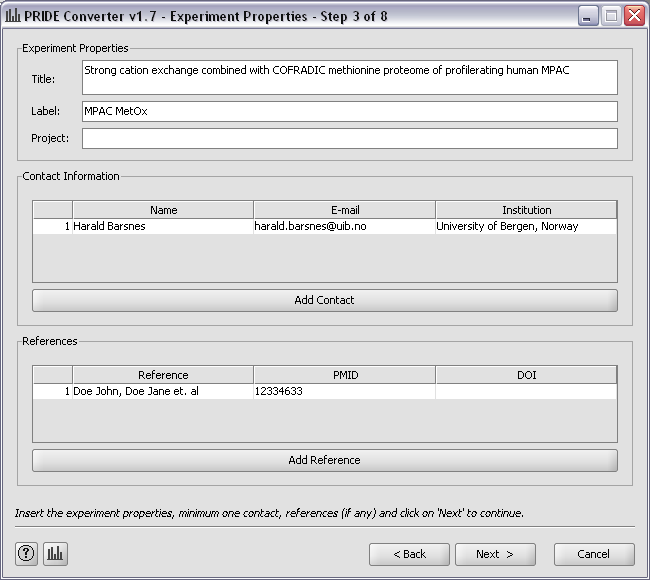 PRIDE Converter v1.7 - Experiment Properties - Step 3 of 8
Experiment Properties
Title: Strong cation exchange combined with COFRADIC methionine proteome of profilerating human MPAC
Label: MPAC MetOx
Project:
Contact Information
Name E-mail Institution
1 Harald Barsnes harald.barsnes@uib.no University of Bergen, Norway
Add Contact
References
Reference PMID DOI
1 Doe John, Doe Jane et. al 12334633
Add Reference
Insert the experiment properties, minimum one contact, references (if any) and click on 'Next' to continue.
? < Back Next > Cancel